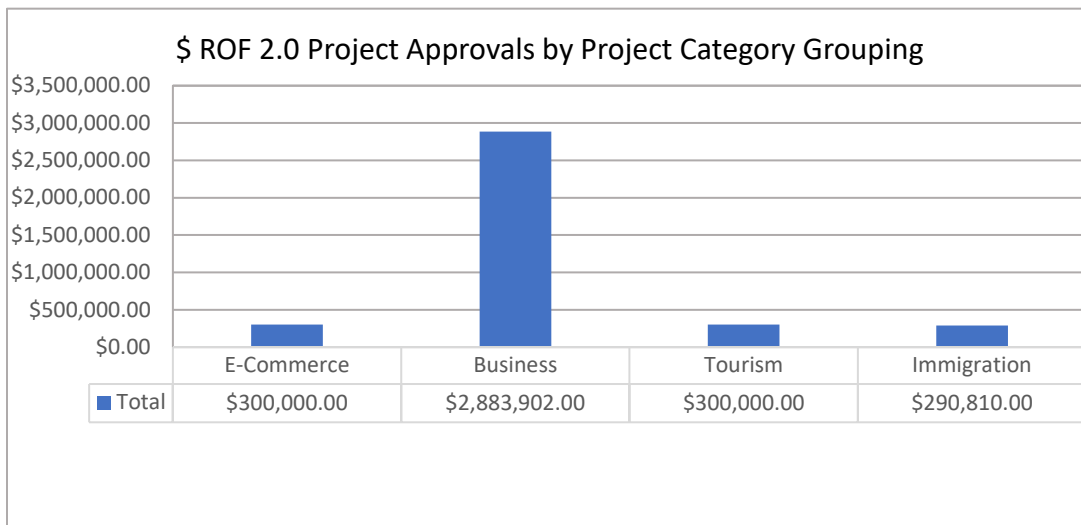 $ ROF 2.0 Project Approvals by Project Category Grouping
$3,500,000.00
$3,000,000.00
$2,500,000.00
$2,000,000.00
$1,500,000.00
$1,000,000.00
$500,000.00
$0.00
E-Commerce Business Tourism Immigration
Total $300,000.00 $2,883,902.00 $300,000.00 $290,810.00